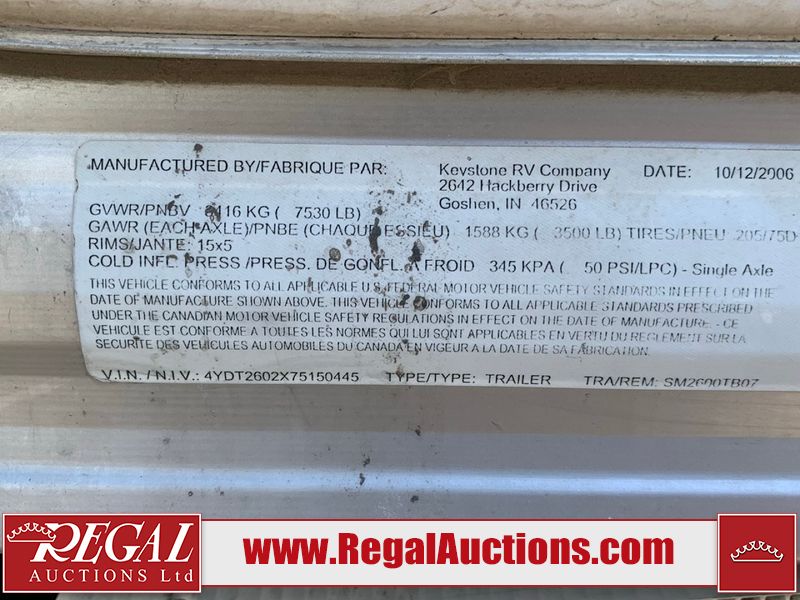 MANUFACTURED BY/FABRIQUE PAR: Keystone RV Company DATE: 10/12/2006
2642 Hackberry Drive
Goshen, IN 46526
GVWR/PNBV 116 KG ( 7530 LB)
GAWR (EACH AXLE)/PNBE (CHAQUE ESSIEU) 1588 KG ( 3500 LB) TIRES/PNEU 205/75D
RIMS/JANTE: 15x5
COLD INFL. PRESS /PRESS. DE GONFL. A FROID 345 KPA ( 50 PSI/LPC) - Single Axle
THIS VEHICLE CONFORMS TO ALL APPLICABLE U.S. FEDERAL MOTOR VEHICLE SAFETY STANDARDS IN EFFECT ON THE
DATE OF MANUFACTURE SHOWN ABOVE. THIS VEHICLE CONFORMS TO ALL APPLICABLE STANDARDS PRESCRIBED
UNDER THE CANADIAN MOTOR VEHICLE SAFETY REGULATIONS IN EFFECT ON THE DATE OF MANUFACTURE. - CE
VEHICULE EST CONFORME A TOUTES LES NORMES QUI LUI SONT APPLICABLES EN VERTU DU REGLEMENT SUR LA
SECURITE DES VEHICULES AUTOMOBILES DU CANADA EN VIGEUR A LA DATE DE SA FABRICATION.
V.I.N. / N.I.V.: 4YDT2602X75150445 TYPE/TYPE: TRAILER TRA/REM: SM2600TB07
REGAL
AUCTIONS Ltd
www.RegalAuctions.com